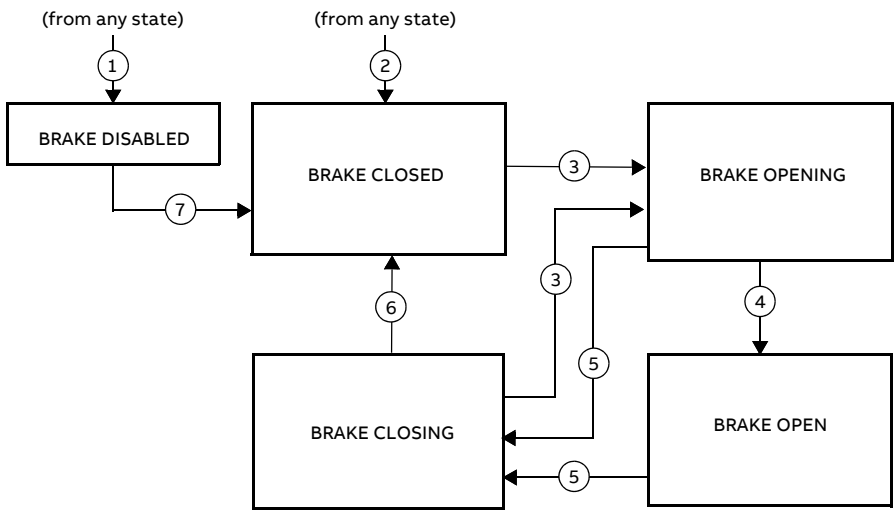 (from any state)
(from any state)
1
2
BRAKE DISABLED
BRAKE CLOSED
3
BRAKE OPENING
7
3
4
6
5
BRAKE CLOSING
BRAKE OPEN
5